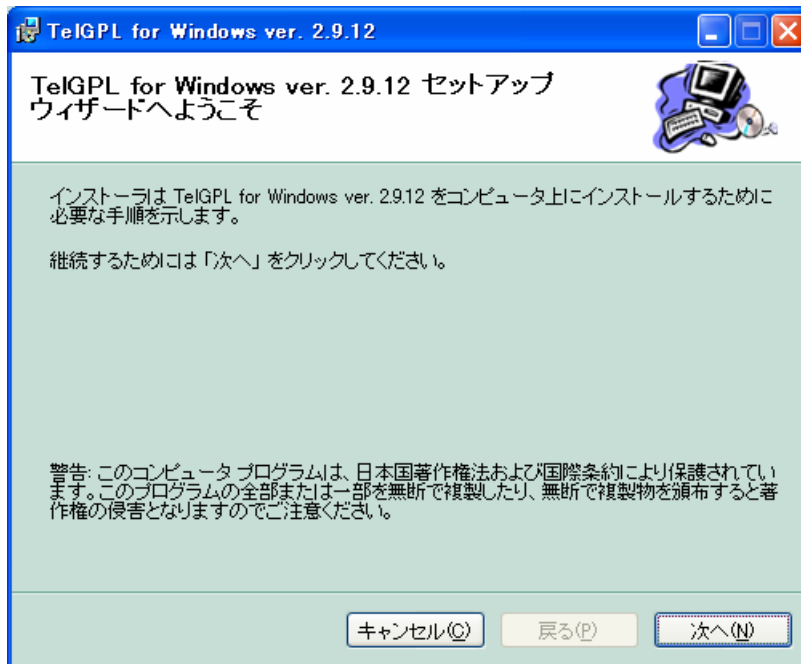 TelGPL for Windows ver. 2.9.12
TelGPL for Windows ver. 2.9.12 セットアップ
ウィザードへようこそ
インストーラは TelGPL for Windows ver. 2.9.12 をコンピュータ上にインストールするために
必要な手順を示します。
継続するためには「次へ」をクリックしてください。
警告: このコンピュータ プログラムは、日本国著作権法および国際条約により保護されてい
ます。このプログラムの全部または一部を無断で複製したり、無断で複製物を頒布すると著
作権の侵害となりますのでご注意ください。
キャンセル(C)
戻る(P)
次へ(N)